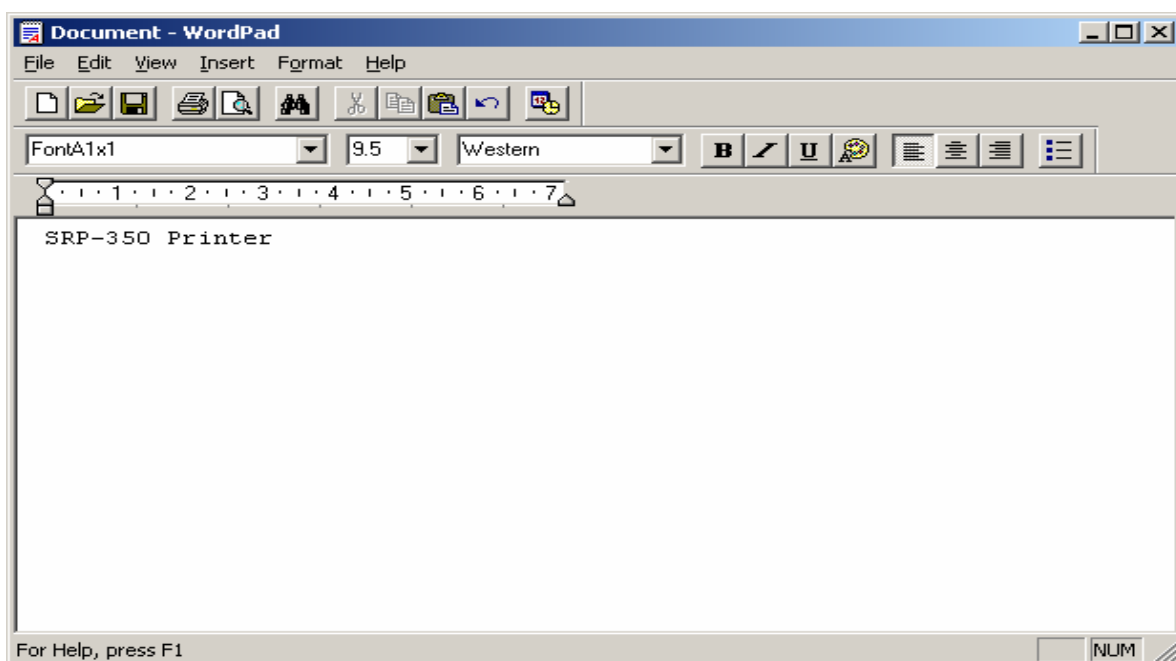 Document - WordPad
File Edit View Insert Format Help
FontA1x1 9.5 Western B I U
1 2 3 4 5 6 7
SRP-350 Printer
For Help, press F1 NUM